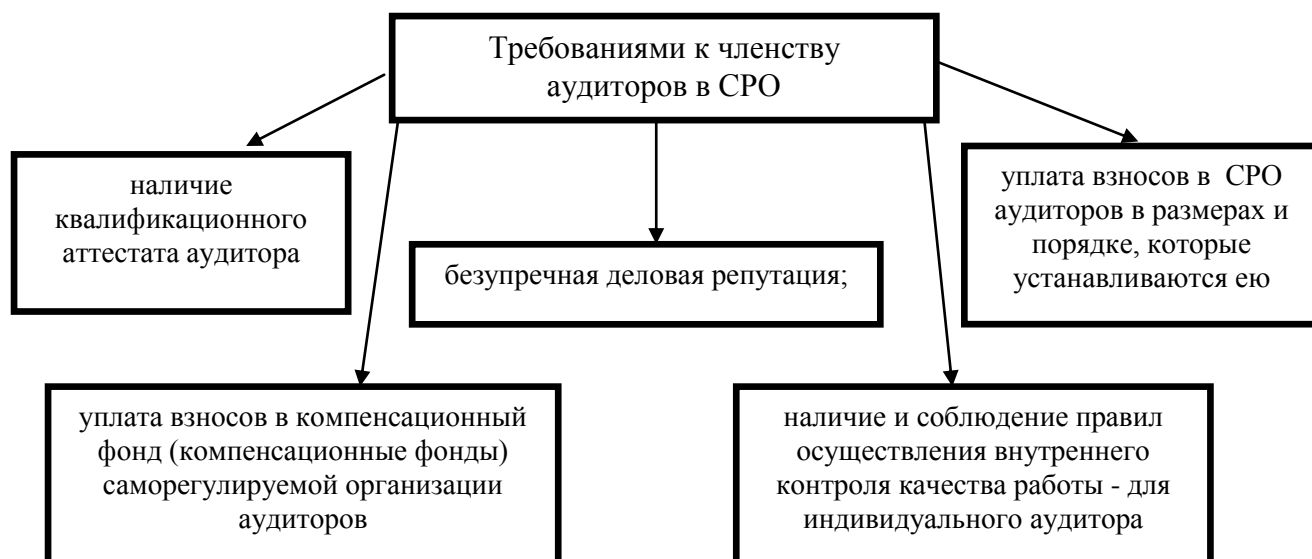 Требованиями к членству
аудиторов в СРО
наличие
квалификационного
аттестата аудитора
безупречная деловая репутация;
уплата взносов в СРО
аудиторов в размерах и
порядке, которые
устанавливаются ею
уплата взносов в компенсационный
фонд (компенсационные фонды)
саморегулируемой организации
аудиторов
наличие и соблюдение правил
осуществления внутреннего
контроля качества работы - для
индивидуального аудитора